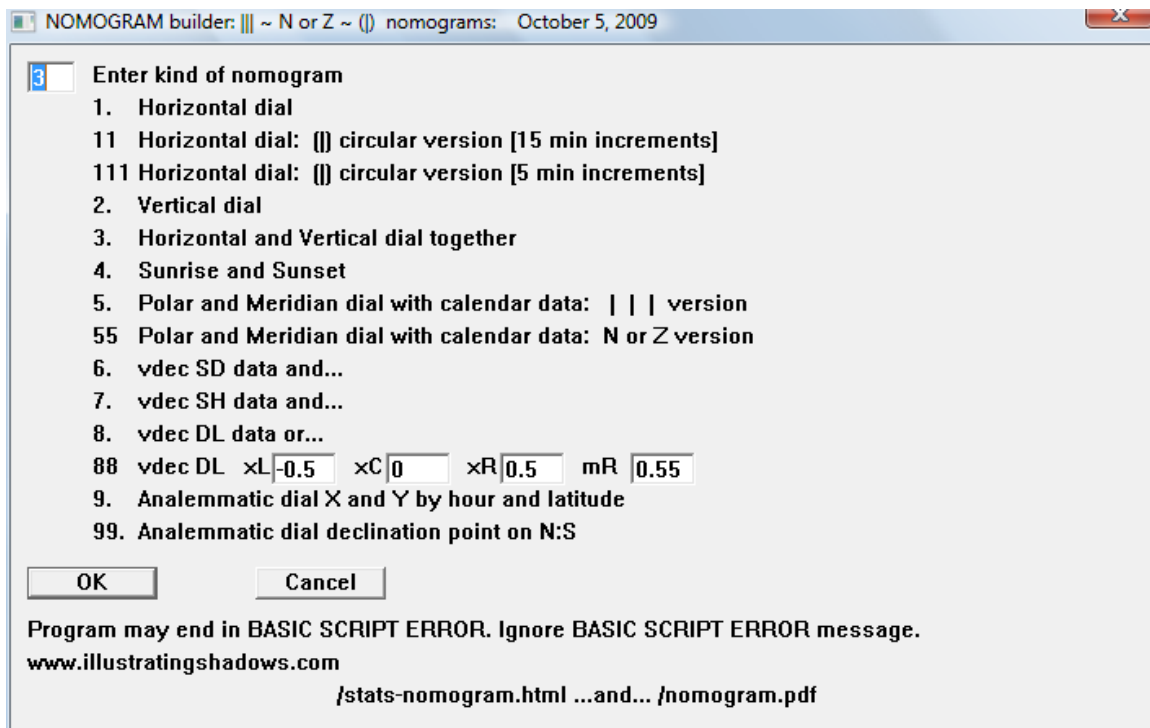 NOMOGRAM builder: ||| ~ N or Z ~ (|) nomograms: October 5, 2009
3 Enter kind of nomogram
1. Horizontal dial
11 Horizontal dial: (|) circular version [15 min increments]
111 Horizontal dial: (|) circular version [5 min increments]
2. Vertical dial
3. Horizontal and Vertical dial together
4. Sunrise and Sunset
5. Polar and Meridian dial with calendar data: | | | version
55 Polar and Meridian dial with calendar data: N or Z version
6. vdec SD data and...
7. vdec SH data and...
8. vdec DL data or...
88 vdec DL xL -0.5 xC 0 xR 0.5 mR 0.55
9. Analemmatic dial X and Y by hour and latitude
99. Analemmatic dial declination point on N:S
OK Cancel
Program may end in BASIC SCRIPT ERROR. Ignore BASIC SCRIPT ERROR message.
www.illustratingshadows.com
/stats-nomogram.html ...and... /nomogram.pdf